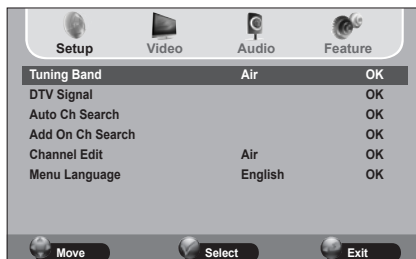 Setup Video Audio Feature
Tuning Band Air OK
DTV Signal OK
Auto Ch Search OK
Add On Ch Search OK
Channel Edit Air OK
Menu Language English OK
Move Select Exit